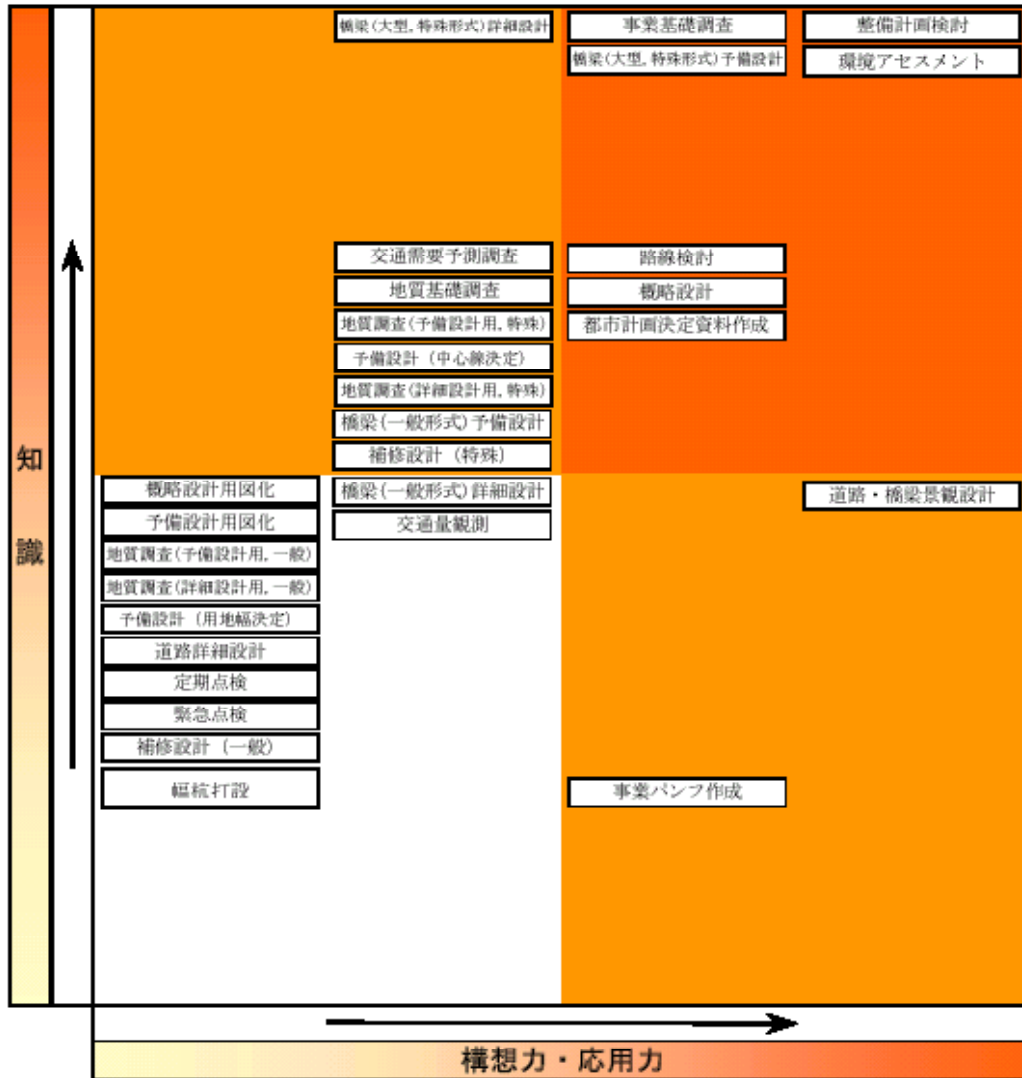 橋梁(大型,特殊形式)詳細設計
事業基礎調査
整備計画検討
橋梁(大型,特殊形式)予備設計
環境アセスメント
交通需要予測調査
路線検討
地質基礎調査
概略設計
地質調査(予備設計用,特殊)
都市計画決定資料作成
予備設計(中心線決定)
地質調査(詳細設計用,特殊)
橋梁(一般形式)予備設計
補修設計(特殊)
知識
概略設計用図化
橋梁(一般形式)詳細設計
道路・橋梁景観設計
予備設計用図化
交通量観測
地質調査(予備設計用,一般)
地質調査(詳細設計用,一般)
予備設計(用地幅決定)
道路詳細設計
定期点検
緊急点検
補修設計(一般)
幅杭打設
事業パンフ作成
構想力・応用力